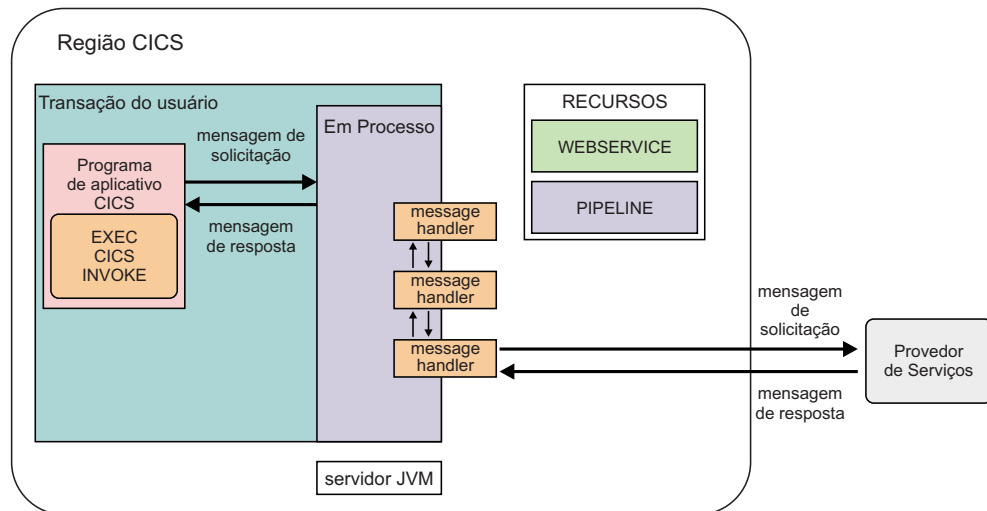 Região CICS
Transação do usuário
mensagem de
solicitação
Em Processo
Programa
de aplicativo
CICS
EXEC
CICS
INVOKE
mensagem
de resposta
message
handler
message
handler
message
handler
RECURSOS
WEBSERVICE
PIPELINE
mensagem
de
solicitação
mensagem
de resposta
Provedor
de Serviços
servidor JVM